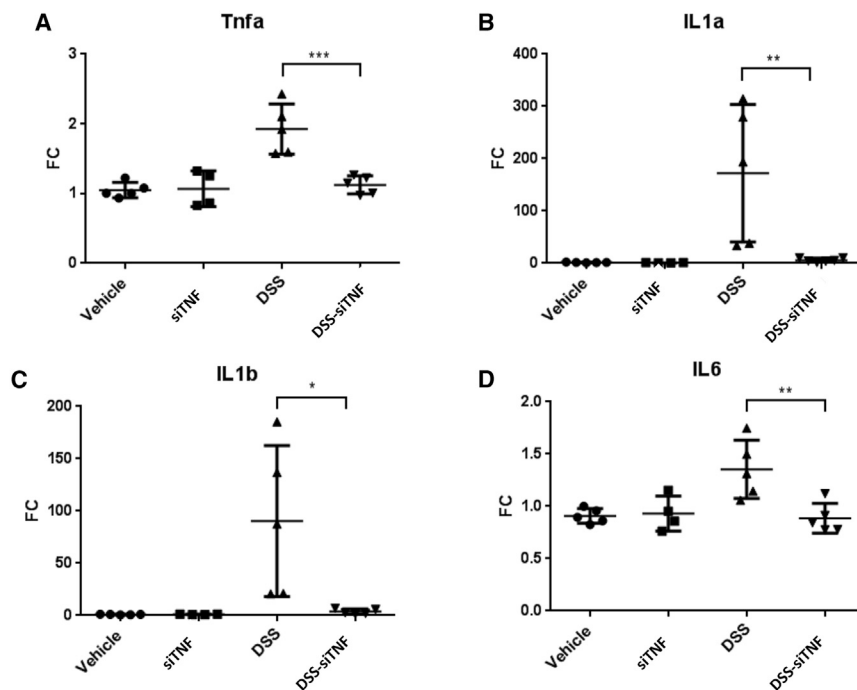 A
Tnfa
3
2
1
0
FC
***
Vehicle
siTNF
DSS
DSS-siTNF
B
IL1a
400
300
200
100
0
FC
**
Vehicle
siTNF
DSS
DSS-siTNF
C
IL1b
200
150
100
50
0
FC
*
Vehicle
siTNF
DSS
DSS-siTNF
D
IL6
2.0
1.5
1.0
0.5
0.0
FC
**
Vehicle
siTNF
DSS
DSS-siTNF